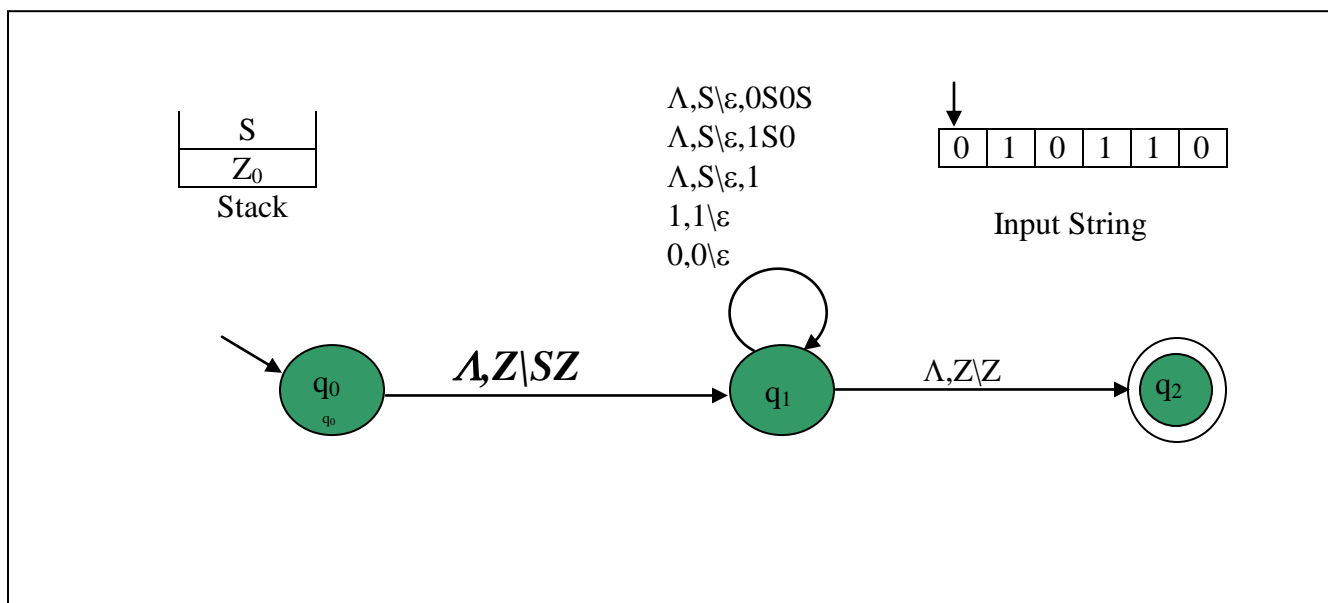 S
Z₀
Stack
Λ,S\ε,0S0S
Λ,S\ε,1S0
Λ,S\ε,1
1,1\ε
0,0\ε
0 1 0 1 1 0
Input String
q₀
q₀
Λ,Z\SZ
q₁
Λ,Z\Z
q₂